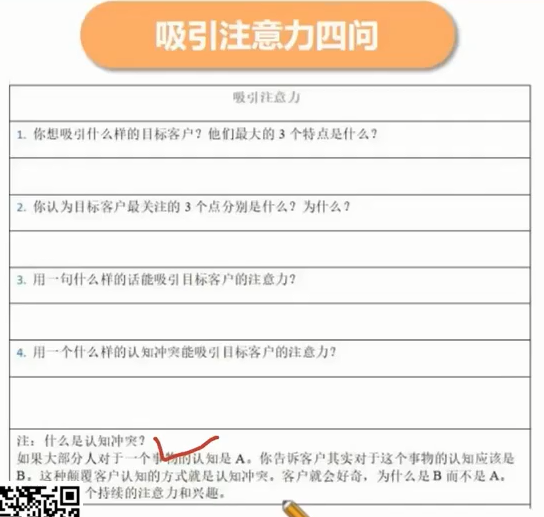 吸引注意力四问
吸引注意力
1. 你想吸引什么样的目标客户？他们最大的 3 个特点是什么？
2. 你认为目标客户最关注的 3 个点分别是什么？为什么？
3. 用一句什么样的话能吸引目标客户的注意力？
4. 用一个什么样的认知冲突能吸引目标客户的注意力？
注：什么是认知冲突？
如果大部分人对于一个事物的认知是 A。你告诉客户其实对于这个事物的认知应该是
B。这种颠覆客户认知的方式就是认知冲突。客户就会好奇，为什么是 B 而不是 A。
个持续的注意力和兴趣。